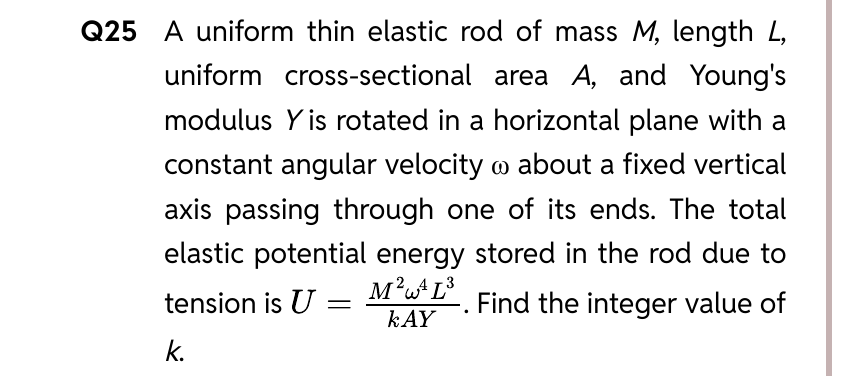 Q25 A uniform thin elastic rod of mass M, length L,
uniform cross-sectional area A, and Young's
modulus Y is rotated in a horizontal plane with a
constant angular velocity ω about a fixed vertical
axis passing through one of its ends. The total
elastic potential energy stored in the rod due to
tension is U = M²ω⁴L³/kAY. Find the integer value of
k.